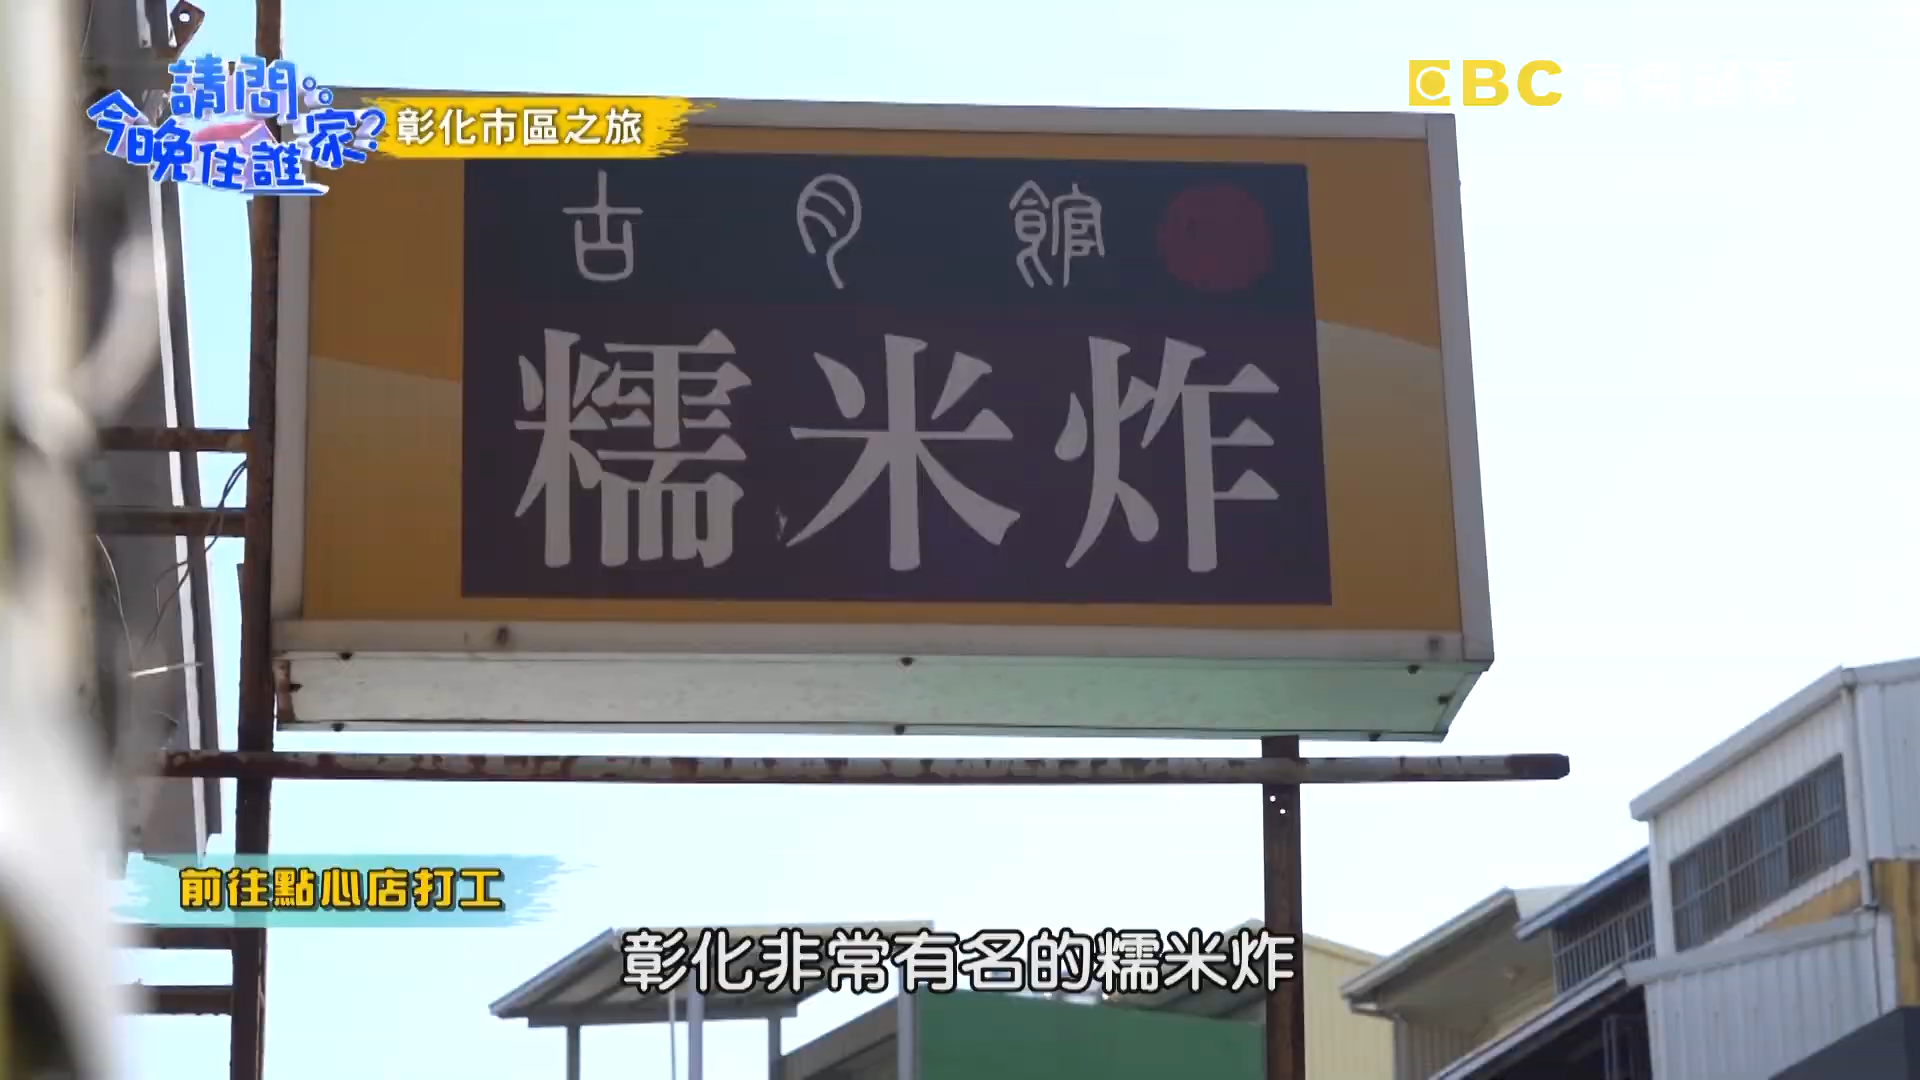 請問
今晚住誰家?
彰化市區之旅
EBC
古月館
糯米炸
前往點心店打工
彰化非常有名的糯米炸